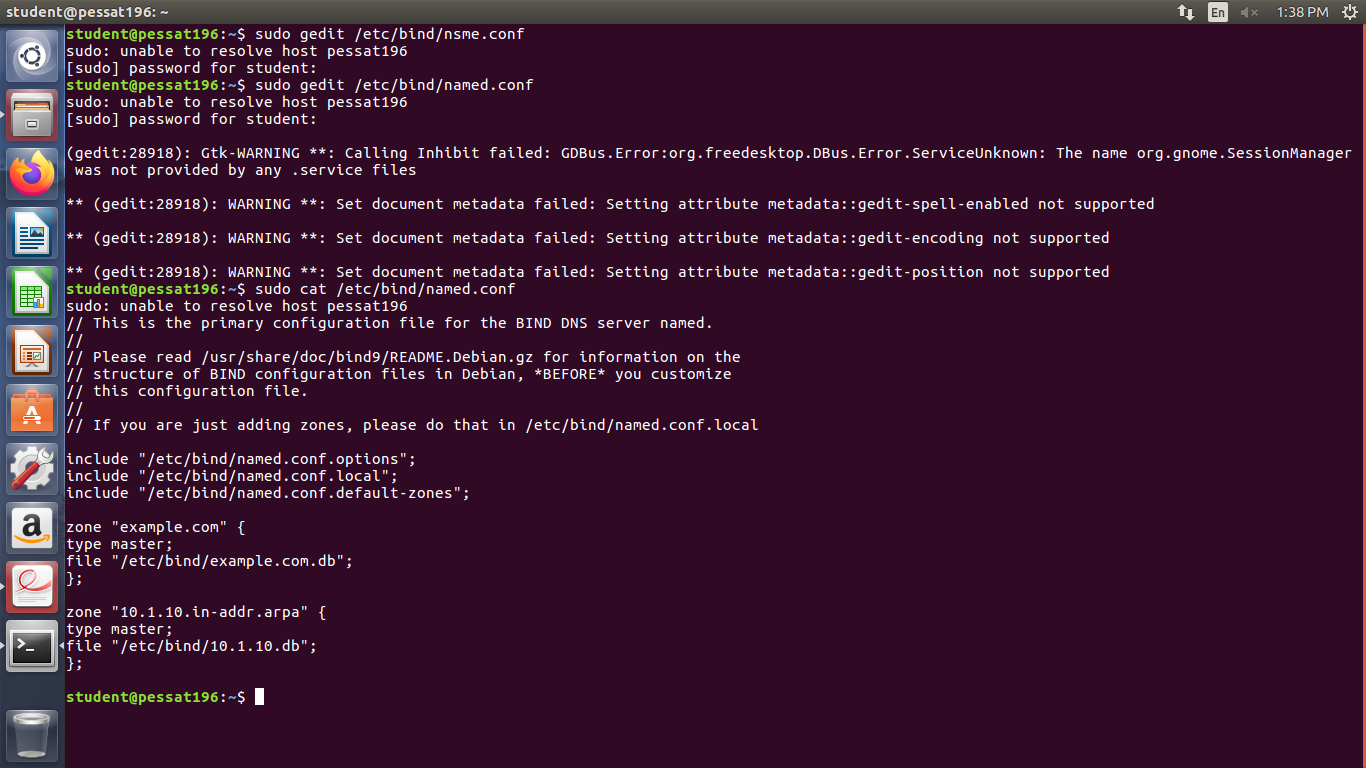 student@pessat196: ~
En
1:38 PM
student@pessat196:~$ sudo gedit /etc/bind/nsme.conf
sudo: unable to resolve host pessat196
[sudo] password for student:
student@pessat196:~$ sudo gedit /etc/bind/named.conf
sudo: unable to resolve host pessat196
[sudo] password for student:
(gedit:28918): Gtk-WARNING **: Calling Inhibit failed: GDBus.Error:org.freedesktop.DBus.Error.ServiceUnknown: The name org.gnome.SessionManager
was not provided by any .service files
** (gedit:28918): WARNING **: Set document metadata failed: Setting attribute metadata::gedit-spell-enabled not supported
** (gedit:28918): WARNING **: Set document metadata failed: Setting attribute metadata::gedit-encoding not supported
** (gedit:28918): WARNING **: Set document metadata failed: Setting attribute metadata::gedit-position not supported
student@pessat196:~$ sudo cat /etc/bind/named.conf
sudo: unable to resolve host pessat196
// This is the primary configuration file for the BIND DNS server named.
//
// Please read /usr/share/doc/bind9/README.Debian.gz for information on the
// structure of BIND configuration files in Debian, *BEFORE* you customize
// this configuration file.
//
// If you are just adding zones, please do that in /etc/bind/named.conf.local
include "/etc/bind/named.conf.options";
include "/etc/bind/named.conf.local";
include "/etc/bind/named.conf.default-zones";
zone "example.com" {
type master;
file "/etc/bind/example.com.db";
};
zone "10.1.10.in-addr.arpa" {
type master;
file "/etc/bind/10.1.10.db";
};
student@pessat196:~$